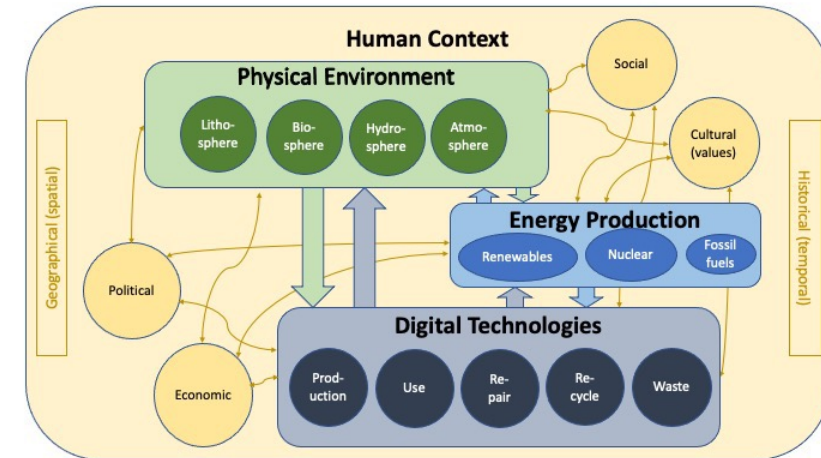 Human Context
Physical Environment
Litho-
sphere
Bio-
sphere
Hydro-
sphere
Atmo-
sphere
Social
Cultural
(values)
Geographical (spatial)
Historical (temporal)
Energy Production
Renewables
Nuclear
Fossil
fuels
Political
Digital Technologies
Economic
Prod-
uction
Use
Re-
pair
Re-
cycle
Waste